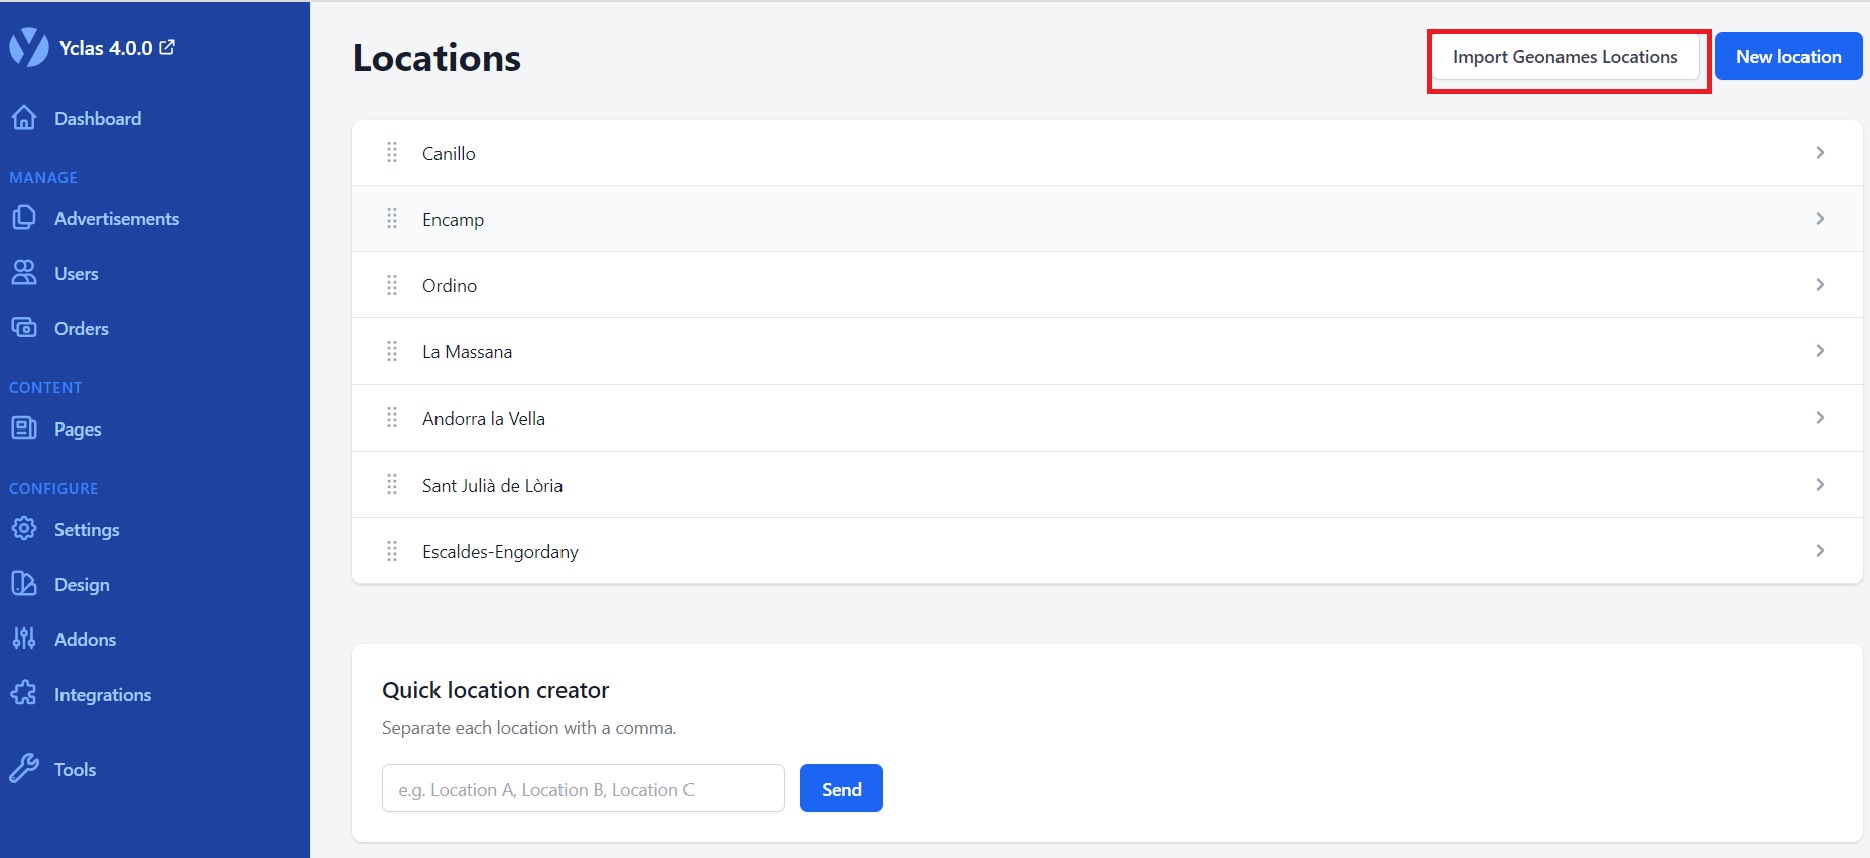 Yclas 4.0.0
Dashboard
MANAGE
Advertisements
Users
Orders
CONTENT
Pages
CONFIGURE
Settings
Design
Addons
Integrations
Tools
Locations
Import Geonames Locations
New location
Canillo
Encamp
Ordino
La Massana
Andorra la Vella
Sant Julià de Lòria
Escaldes-Engordany
Quick location creator
Separate each location with a comma.
e.g. Location A, Location B, Location C
Send